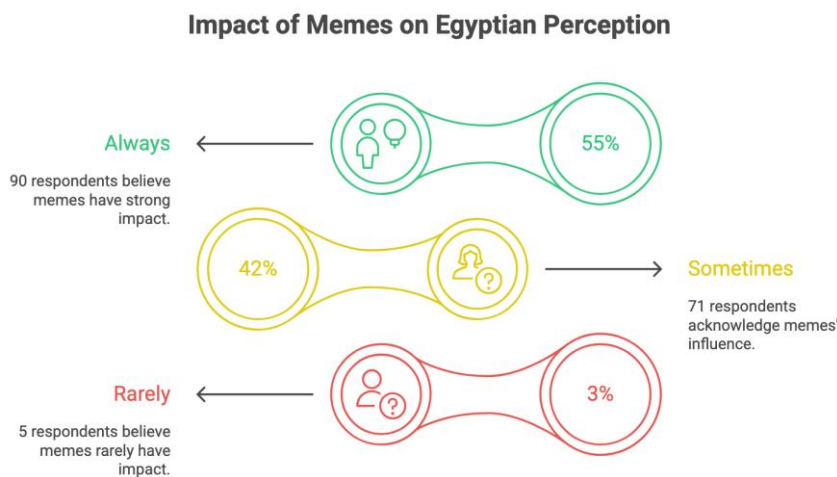 Impact of Memes on Egyptian Perception
Always
55%
90 respondents believe
memes have strong
impact.
42%
Sometimes
71 respondents
acknowledge memes'
influence.
Rarely
3%
5 respondents believe
memes rarely have
impact.